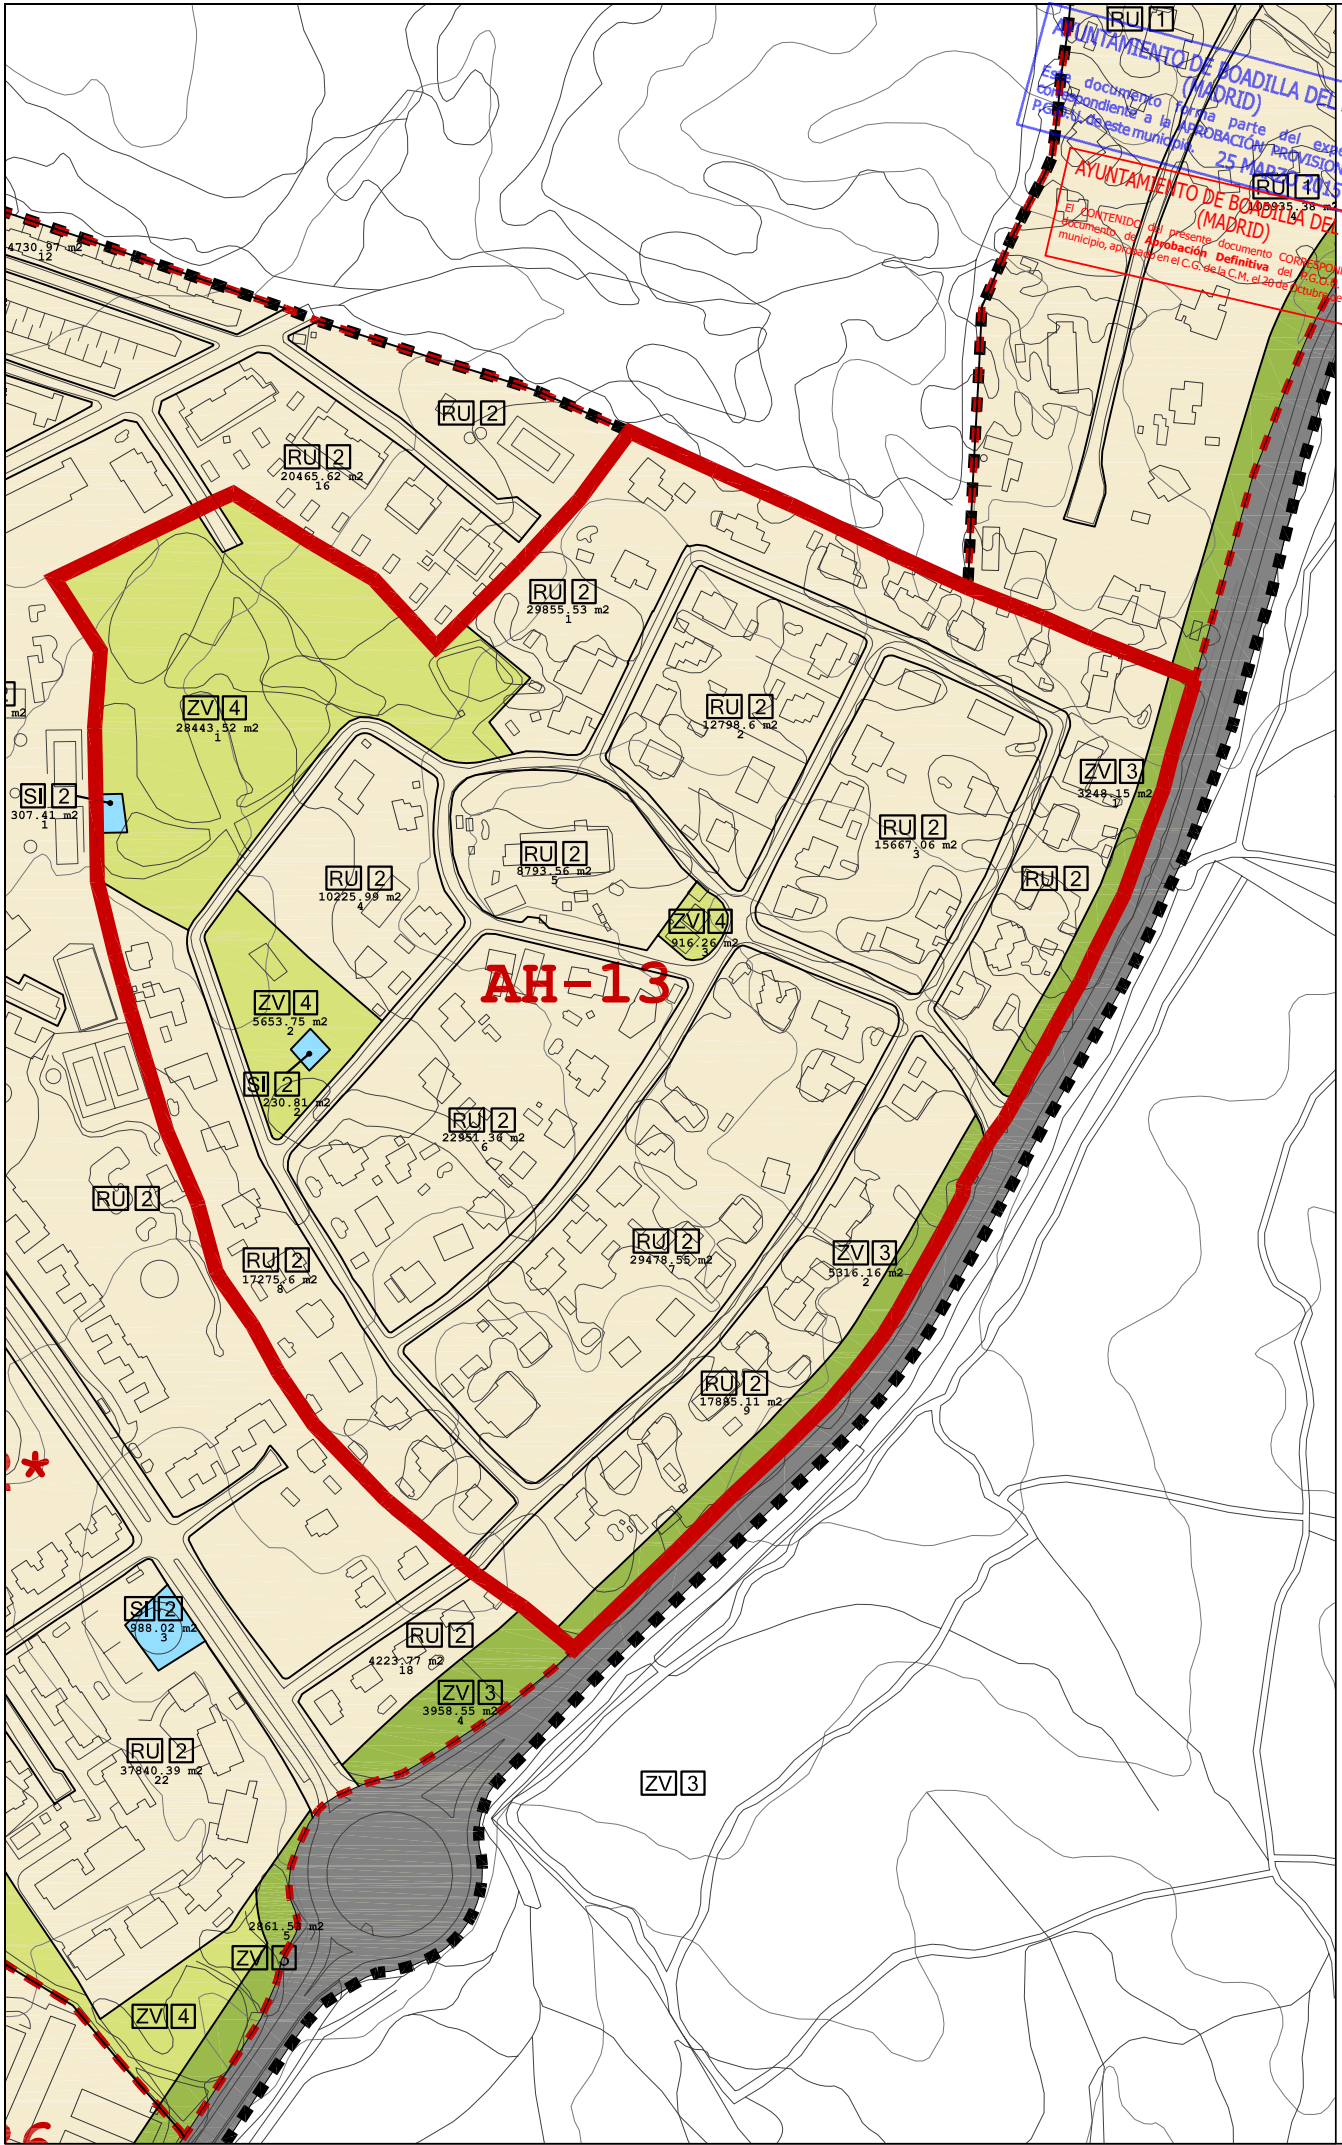 RU 1
AYUNTAMIENTO DE BOADILLA DEL
(MADRID)
Este documento forma parte del
correspondiente a la APROBACIÓN PROVISION
P.G.O.U. de este municipio.
25 MARZO 2015
RU 1
105935.38 m2
4
AYUNTAMIENTO DE BOADILLA DEL
(MADRID)
El CONTENIDO del presente documento
documento de Aprobación Definitiva del P.G.O.U.
municipio, aprobado en el C.G. de la C.M. el 20 de Octubre de
4730.97 m2
12
RU 2
RU 2
20465.62 m2
16
RU 2
29855.53 m2
1
ZV 4
28443.52 m2
1
RU 2
12798.6 m2
2
m2
ZV 3
3248.15 m2
1
SI 2
307.41 m2
1
RU 2
15667.06 m2
3
RU 2
8793.56 m2
5
RU 2
10225.99 m2
4
RU 2
ZV 4
916.26 m2
3
AH-13
ZV 4
5653.75 m2
2
SI 2
230.81 m2
2
RU 2
22951.36 m2
6
RU 2
RU 2
17275.6 m2
8
RU 2
29478.55 m2
7
ZV 3
5316.16 m2
2
RU 2
17885.11 m2
9
*
SI 2
988.02 m2
3
RU 2
4223.77 m2
18
ZV 3
3958.55 m2
4
RU 2
37840.39 m2
22
ZV 3
2861.53 m2
5
ZV 3
ZV 4
6